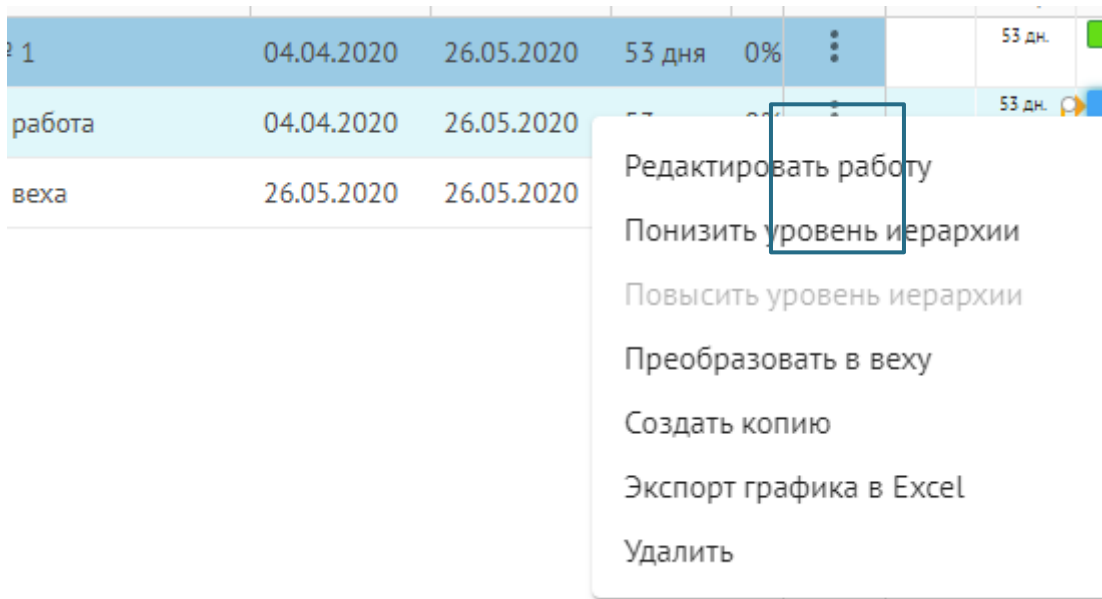 № 1 04.04.2020 26.05.2020 53 дня 0% 53 дн.
работа 04.04.2020 26.05.2020 53 дн.
веха 26.05.2020 26.05.2020
Редактировать работу
Понизить уровень иерархии
Повысить уровень иерархии
Преобразовать в веху
Создать копию
Экспорт графика в Excel
Удалить